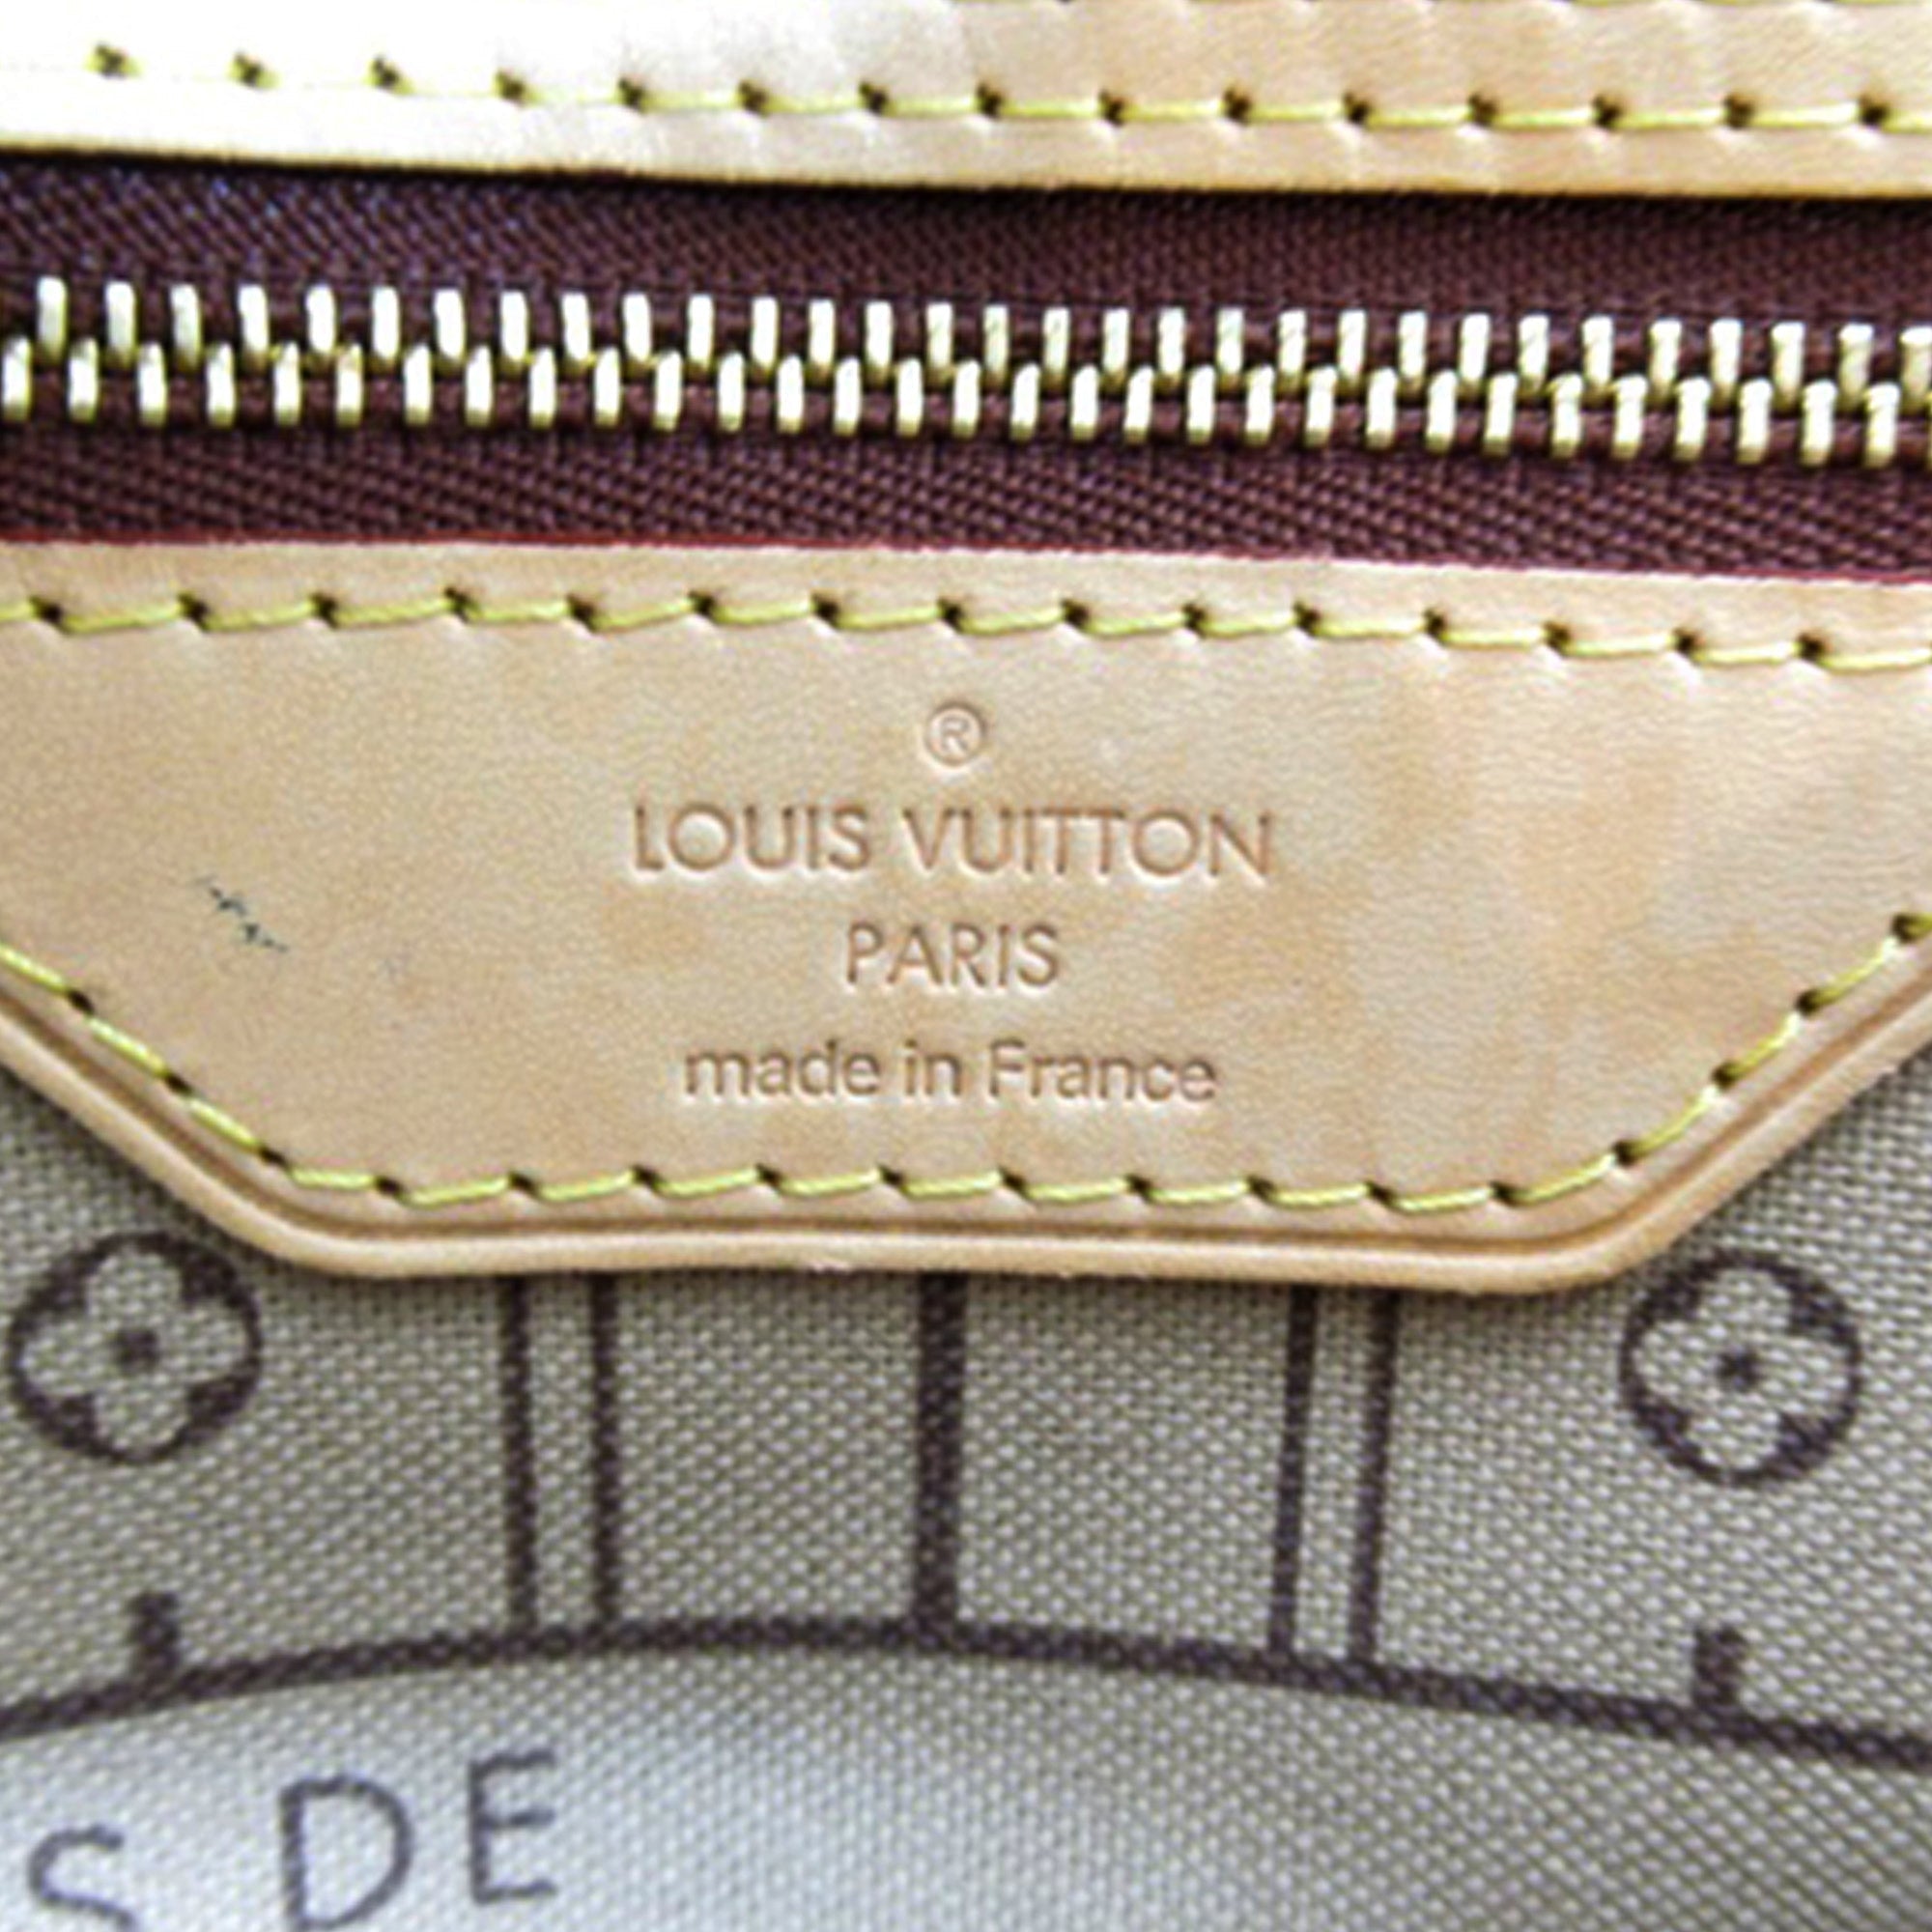 ®
LOUIS VUITTON
PARIS
made in France
S DE